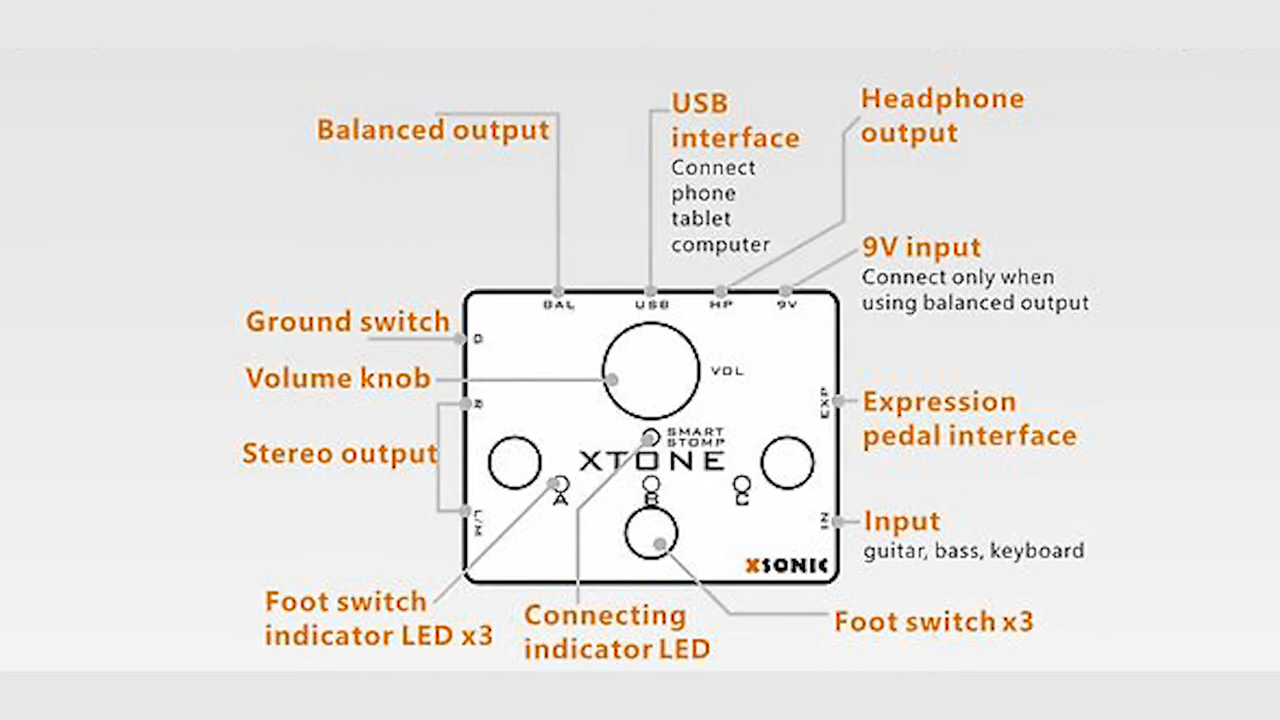 Balanced output
USB
interface
Connect
phone
tablet
computer
Headphone
output
9V input
Connect only when
using balanced output
BAL
USB
HP
9V
Ground switch
G
Volume knob
VOL
R
EXP
Expression
pedal interface
SMART
STOMP
XTONE
Stereo output
A
B
C
L/M
IN
Input
guitar, bass, keyboard
XSONIC
Foot switch
indicator LED x3
Connecting
indicator LED
Foot switch x3